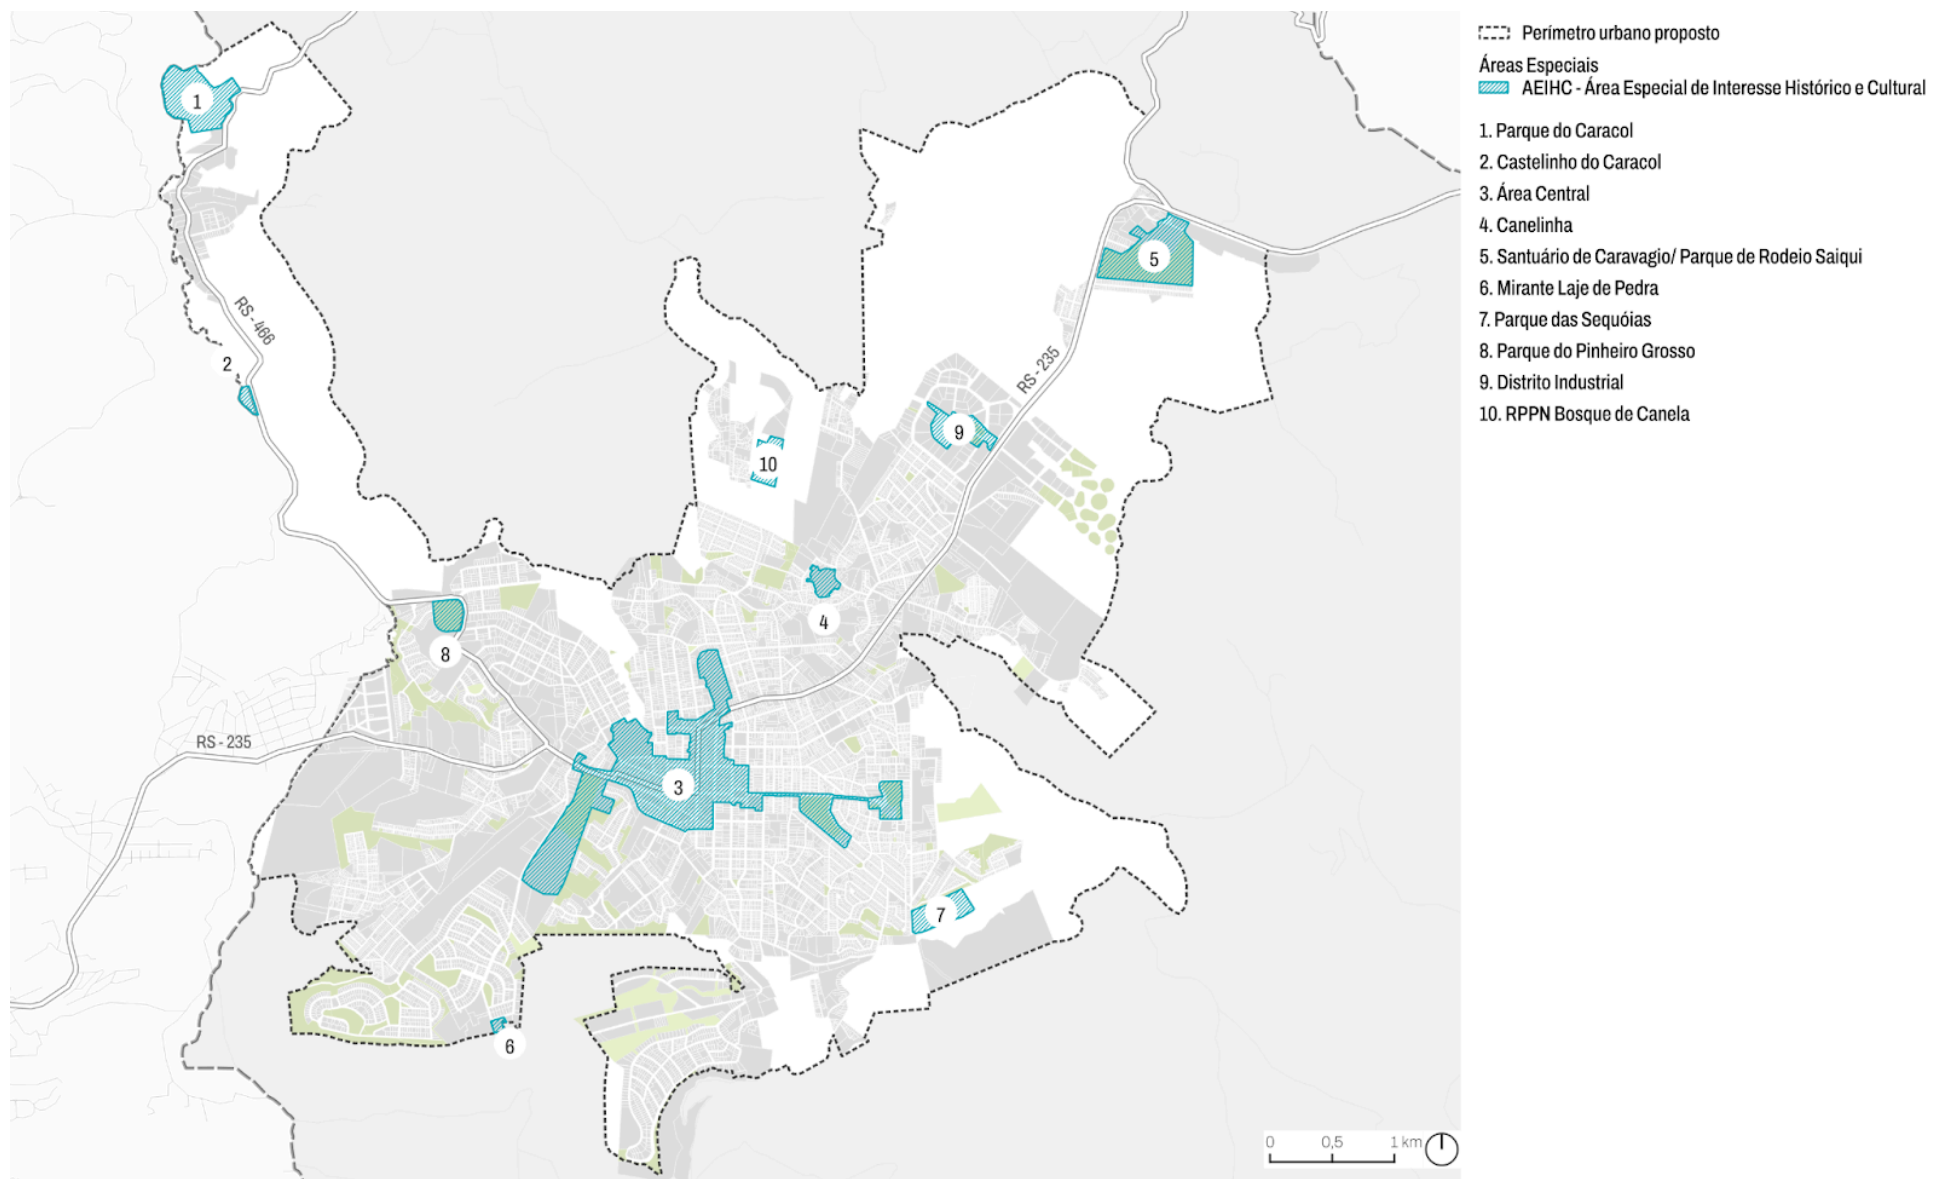 Perímetro urbano proposto
Áreas Especiais
AEIHC - Área Especial de Interesse Histórico e Cultural
1. Parque do Caracol
2. Castelinho do Caracol
3. Área Central
4. Canelinha
5. Santuário de Caravagio/ Parque de Rodeio Saiqui
6. Mirante Laje de Pedra
7. Parque das Sequóias
8. Parque do Pinheiro Grosso
9. Distrito Industrial
10. RPPN Bosque de Canela
1
5
RS - 466
2
RS - 235
9
10
4
8
RS - 235
3
7
6
0 0,5 1 km